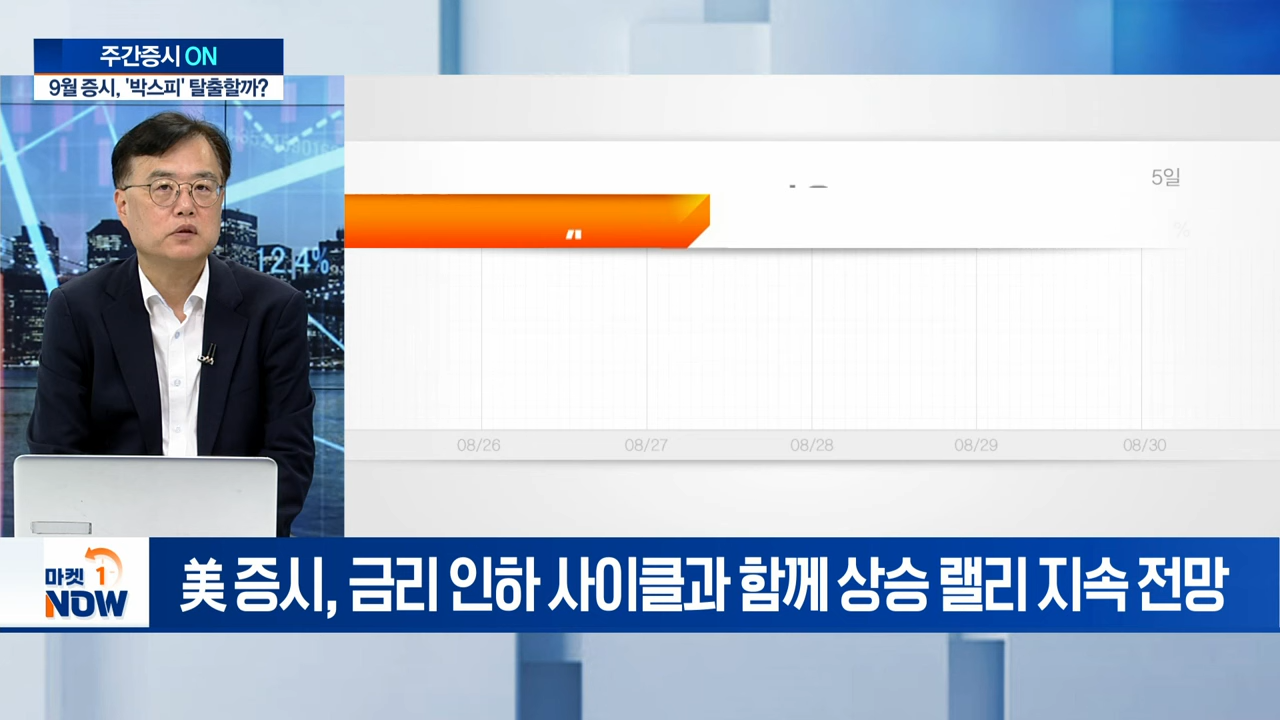 주간증시 ON
9월 증시, '박스피' 탈출할까?
5일
%
12.4%
08/26
08/27
08/28
08/29
08/30
마켓 1
NOW
美 증시, 금리 인하 사이클과 함께 상승 랠리 지속 전망